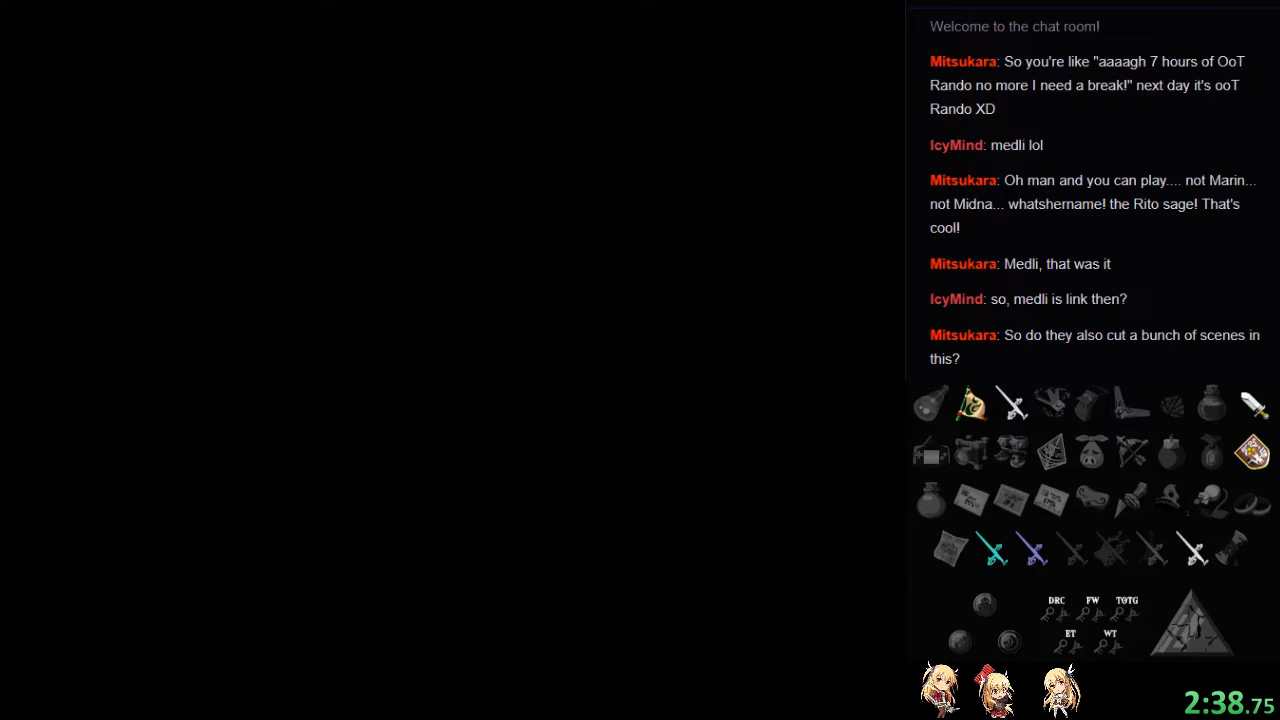 Welcome to the chat room!
Mitsukara: So you're like "aaaagh 7 hours of OoT
Rando no more I need a break!" next day it's ooT
Rando XD
IcyMind: medli lol
Mitsukara: Oh man and you can play.... not Marin...
not Midna... whatshername! the Rito sage! That's
cool!
Mitsukara: Medli, that was it
IcyMind: so, medli is link then?
Mitsukara: So do they also cut a bunch of scenes in
this?
DRC FW TOTG
ET WT
2:38.75